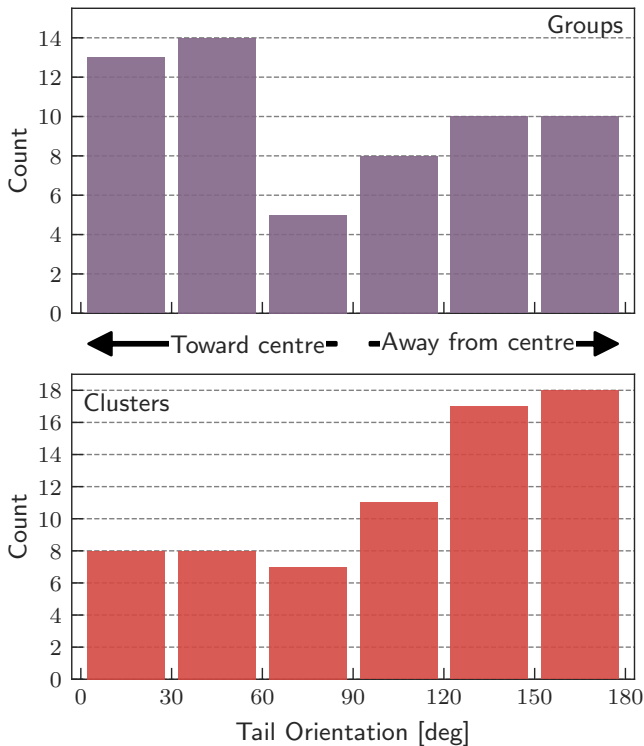 Groups
14
12
10
8
6
4
2
0
Count
Toward centre
Away from centre
Clusters
18
16
14
12
10
8
6
4
2
0
Count
0 30 60 90 120 150 180
Tail Orientation [deg]